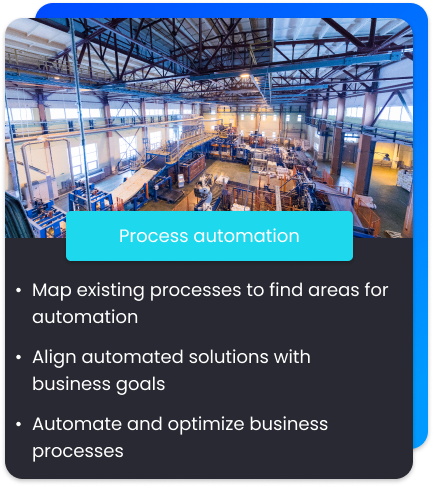 Process automation
• Map existing processes to find areas for
automation
• Align automated solutions with
business goals
• Automate and optimize business
processes